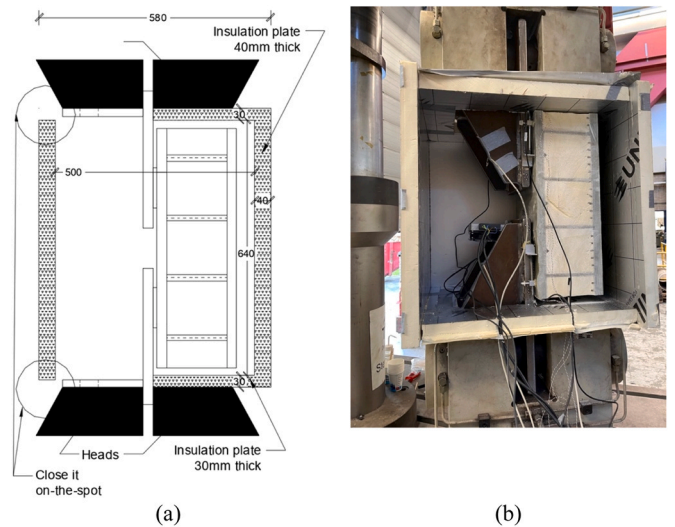 580
Insulation plate
40mm thick
30
500
40
640
30
Heads
Insulation plate
30mm thick
Close it
on-the-spot
(a)
UN
(b)